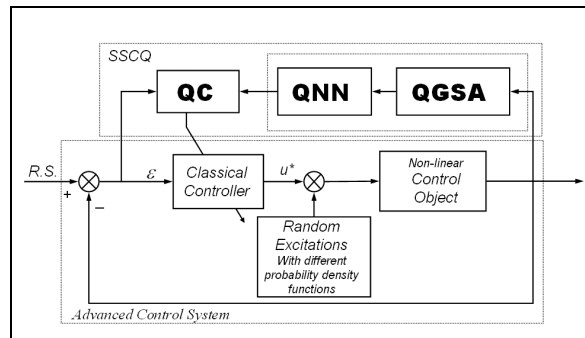 SSCQ
QC
QNN
QGSA
R.S.
+
−
ε
Classical
Controller
u*
Non-linear
Control
Object
Random
Excitations
With different
probability density
functions
Advanced Control System